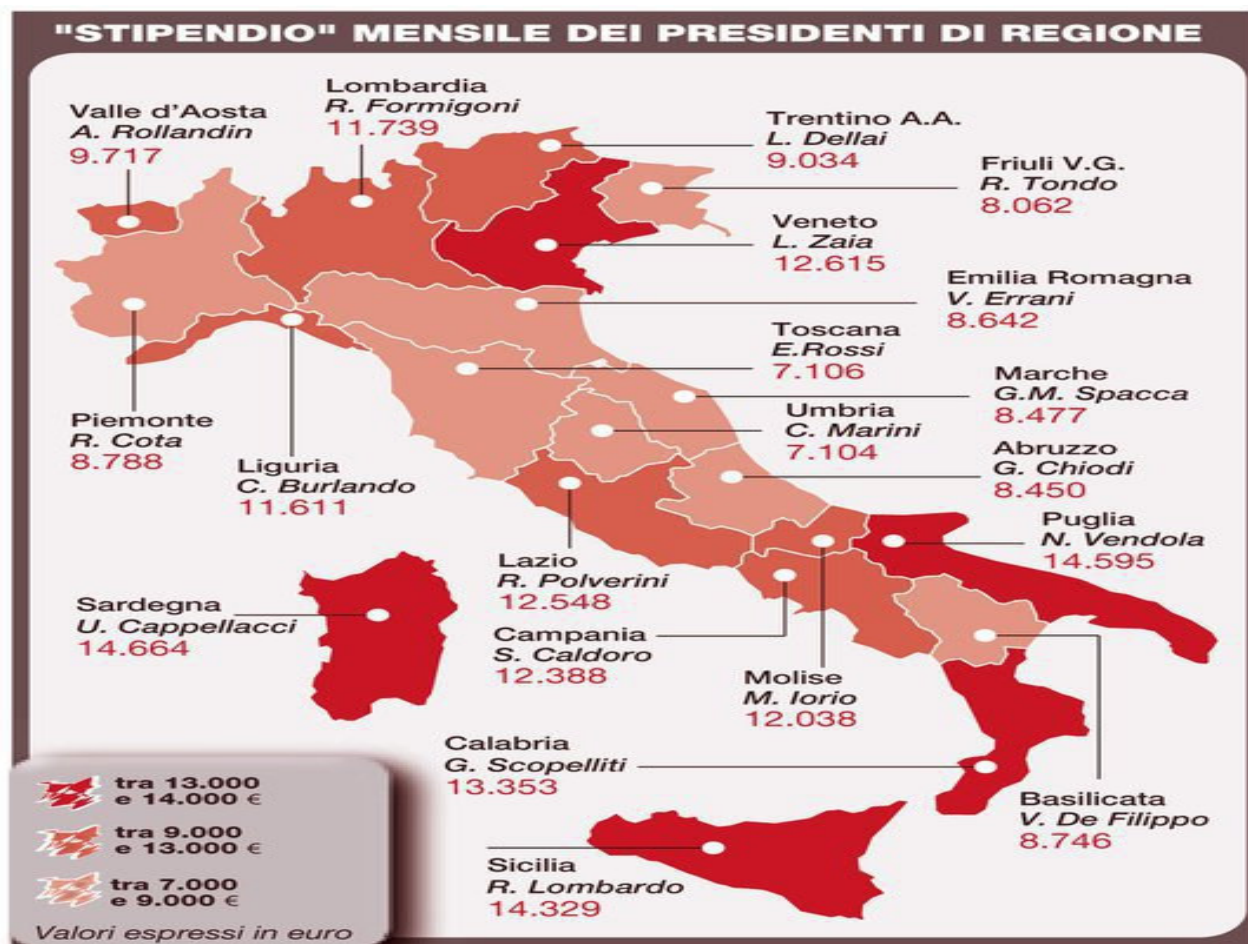 "STIPENDIO" MENSILE DEI PRESIDENTI DI REGIONE
Valle d'Aosta
A. Rollandin
9.717
Lombardia
R. Formigoni
11.739
Trentino A.A.
L. Dellai
9.034
Friuli V.G.
R. Tondo
8.062
Veneto
L. Zaia
12.615
Emilia Romagna
V. Errani
8.642
Toscana
E.Rossi
7.106
Marche
G.M. Spacca
8.477
Umbria
C. Marini
7.104
Abruzzo
G. Chiodi
8.450
Piemonte
R. Cota
8.788
Liguria
C. Burlando
11.611
Puglia
N. Vendola
14.595
Lazio
R. Polverini
12.548
Sardegna
U. Cappellacci
14.664
Campania
S. Caldoro
12.388
Molise
M. Iorio
12.038
Calabria
G. Scopelliti
13.353
Basilicata
V. De Filippo
8.746
Sicilia
R. Lombardo
14.329
tra 13.000
e 14.000 €
tra 9.000
e 13.000 €
tra 7.000
e 9.000 €
Valori espressi in euro